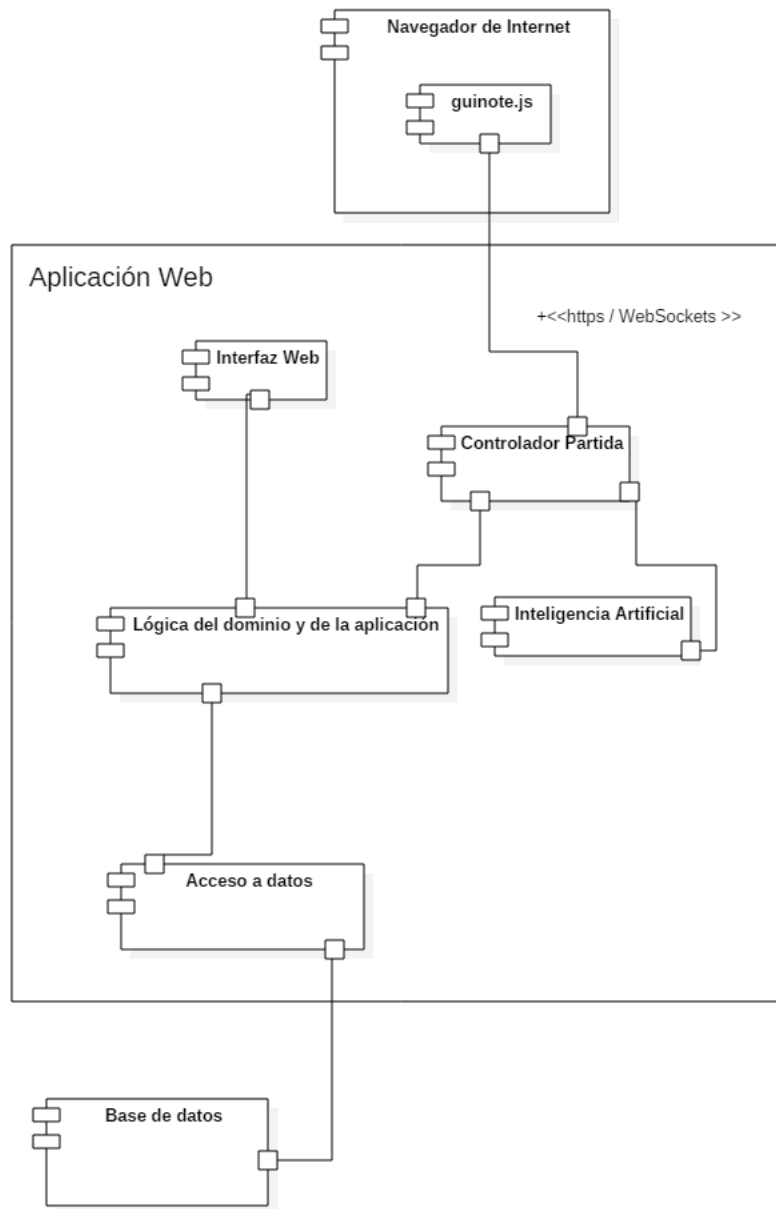 Navegador de Internet
guinote.js
Aplicación Web
+<<https / WebSockets >>
Interfaz Web
Controlador Partida
Lógica del dominio y de la aplicación
Inteligencia Artificial
Acceso a datos
Base de datos